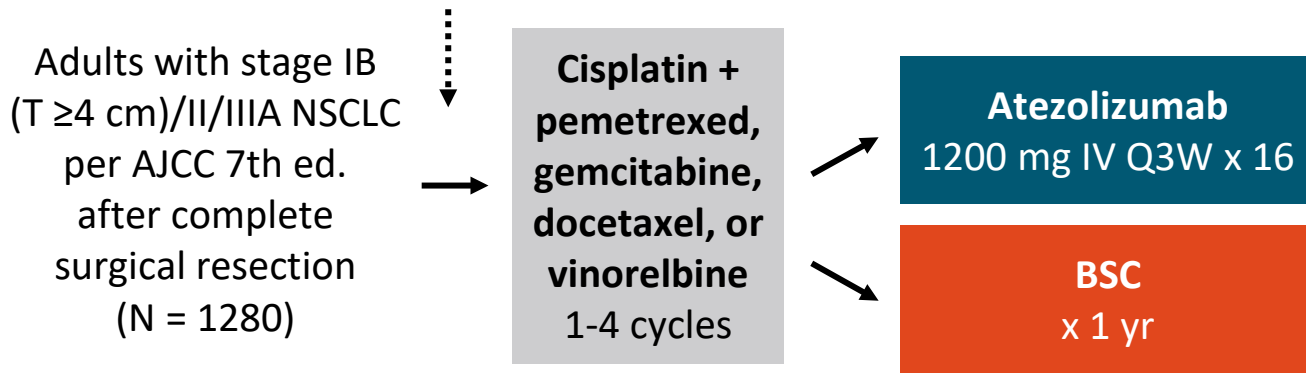 Adults with stage IB
(T ≥4 cm)/II/IIIA NSCLC
per AJCC 7th ed.
after complete
surgical resection
(N = 1280)
Cisplatin +
pemetrexed,
gemcitabine,
docetaxel, or
vinorelbine
1-4 cycles
Atezolizumab
1200 mg IV Q3W x 16
BSC
x 1 yr